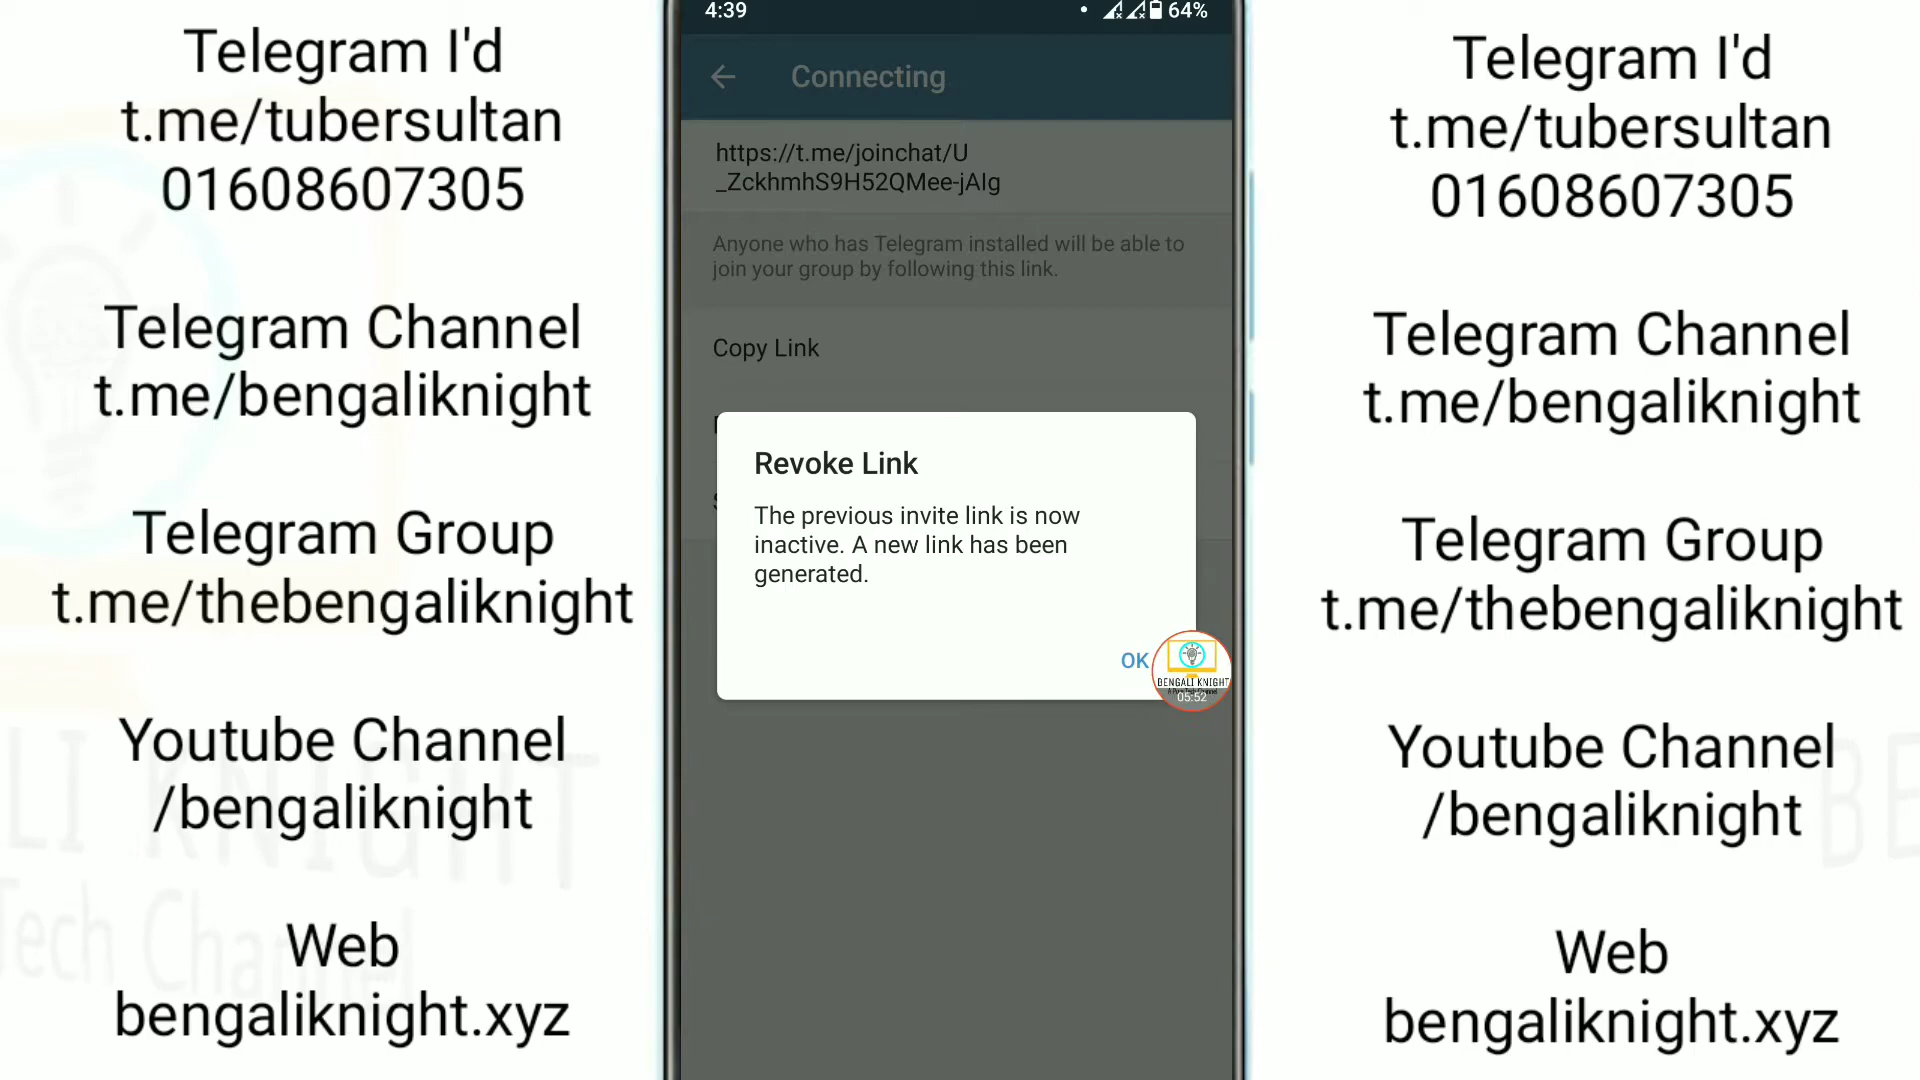 Telegram I'd
t.me/tubersultan
01608607305
Telegram Channel
t.me/bengaliknight
Telegram Group
t.me/thebengaliknight
Youtube Channel
/bengaliknight
Web
bengaliknight.xyz
4:39
64%
Connecting
https://t.me/joinchat/U
_ZckhmhS9H52QMee-jAIg
Anyone who has Telegram installed will be able to
join your group by following this link.
Copy Link
Revoke Link
The previous invite link is now
inactive. A new link has been
generated.
OK
BENGALI KNIGHT
05:52
Telegram I'd
t.me/tubersultan
01608607305
Telegram Channel
t.me/bengaliknight
Telegram Group
t.me/thebengaliknight
Youtube Channel
/bengaliknight
Web
bengaliknight.xyz